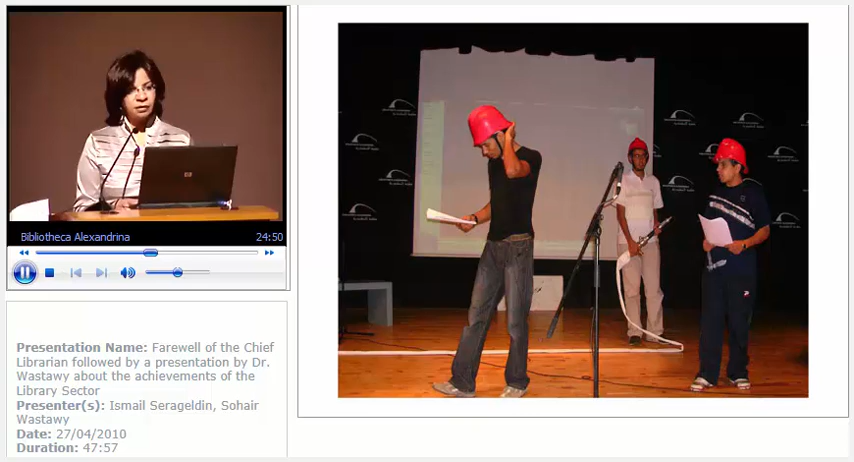 hp
Bibliotheca Alexandrina
24:50
Presentation Name: Farewell of the Chief
Librarian followed by a presentation by Dr.
Wastawy about the achievements of the
Library Sector
Presenter(s): Ismail Serageldin, Sohair
Wastawy
Date: 27/04/2010
Duration: 47:57